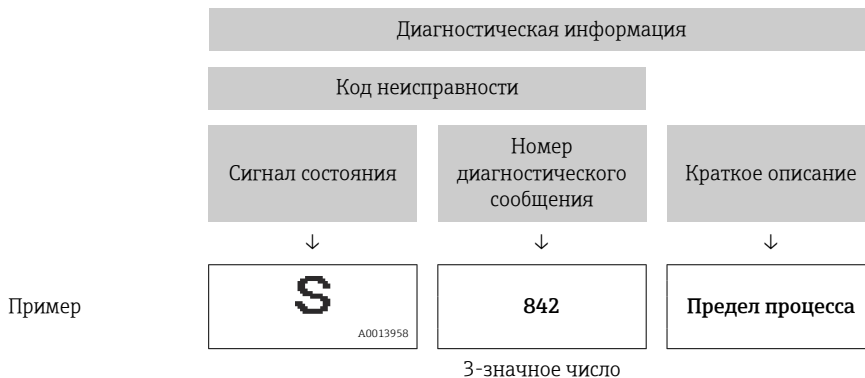 Диагностическая информация
Код неисправности
Сигнал состояния
Номер
диагностического
сообщения
Краткое описание
↓ ↓ ↓
Пример
S
A0013958
842
Предел процесса
3-значное число